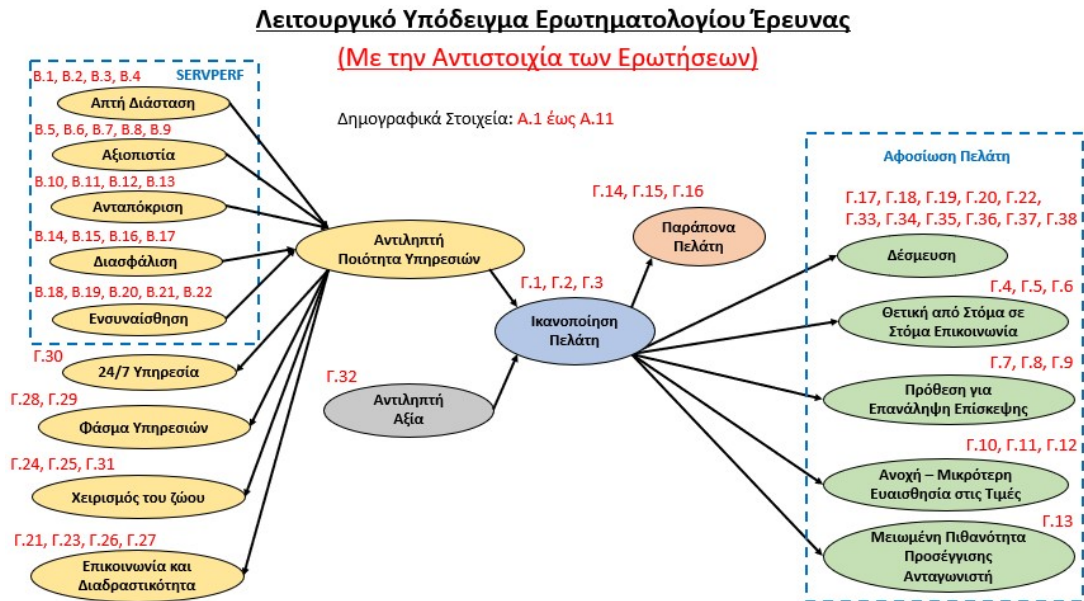 Λειτουργικό Υπόδειγμα Ερωτηματολογίου Έρευνας
(Με την Αντιστοιχία των Ερωτήσεων)
Δημογραφικά Στοιχεία: Α.1 έως Α.11
SERVPERF
Β.1, Β.2, Β.3, Β.4
Απτή Διάσταση
Β.5, Β.6, Β.7, Β.8, Β.9
Αξιοπιστία
Β.10, Β.11, Β.12, Β.13
Ανταπόκριση
Β.14, Β.15, Β.16, Β.17
Διασφάλιση
Β.18, Β.19, Β.20, Β.21, Β.22
Ενσυναίσθηση
Γ.30
24/7 Υπηρεσία
Γ.28, Γ.29
Φάσμα Υπηρεσιών
Γ.24, Γ.25, Γ.31
Χειρισμός του ζώου
Γ.21, Γ.23, Γ.26, Γ.27
Επικοινωνία και
Διαδραστικότητα
Αντιληπτή
Ποιότητα Υπηρεσιών
Γ.32
Αντιληπτή
Αξία
Γ.1, Γ.2, Γ.3
Ικανοποίηση
Πελάτη
Γ.14, Γ.15, Γ.16
Παράπονα
Πελάτη
Αφοσίωση Πελάτη
Γ.17, Γ.18, Γ.19, Γ.20, Γ.22,
Γ.33, Γ.34, Γ.35, Γ.36, Γ.37, Γ.38
Δέσμευση
Γ.4, Γ.5, Γ.6
Θετική από Στόμα σε
Στόμα Επικοινωνία
Γ.7, Γ.8, Γ.9
Πρόθεση για
Επανάληψη Επίσκεψης
Γ.10, Γ.11, Γ.12
Ανοχή – Μικρότερη
Ευαισθησία στις Τιμές
Γ.13
Μειωμένη Πιθανότητα
Προσέγγισης
Ανταγωνιστή